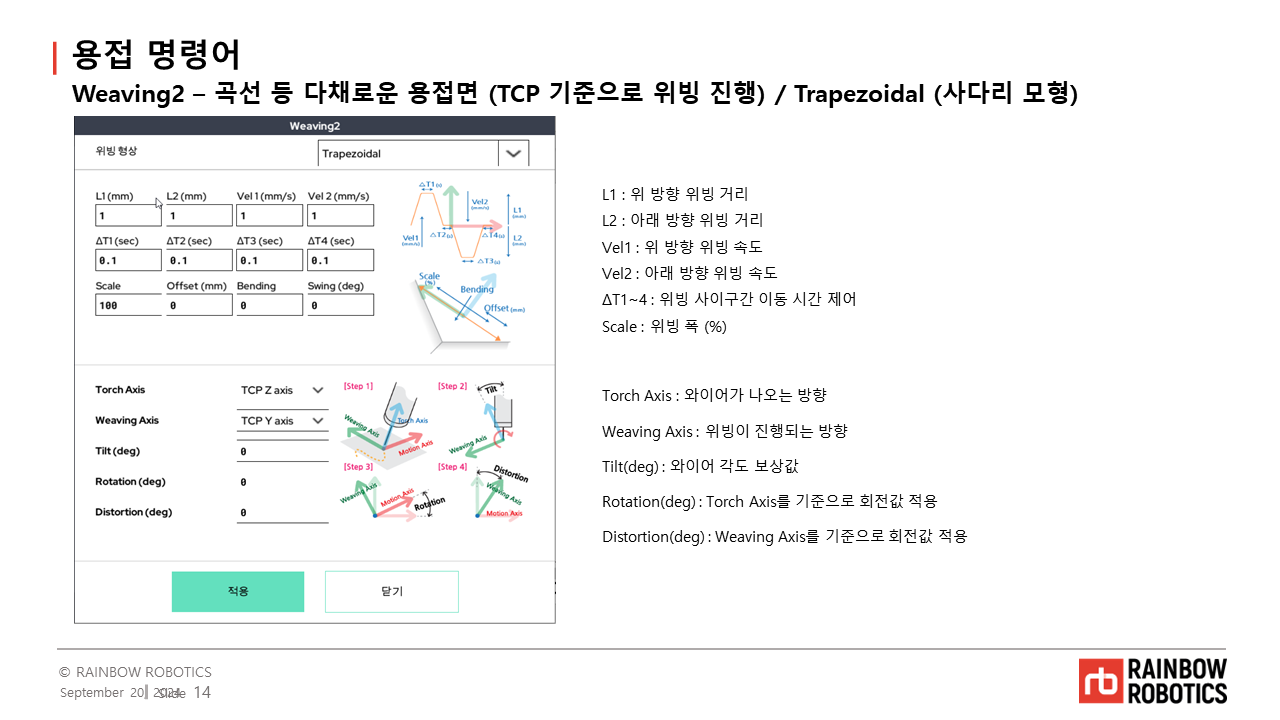 용접 명령어
Weaving2 – 곡선 등 다채로운 용접면 (TCP 기준으로 위빙 진행) / Trapezoidal (사다리 모형)
Weaving2
위빙 형상
Trapezoidal
L1 (mm) L2 (mm) Vel 1 (mm/s) Vel 2 (mm/s)
1 1 1 1
ΔT1 (sec) ΔT2 (sec) ΔT3 (sec) ΔT4 (sec)
0.1 0.1 0.1 0.1
Scale Offset (mm) Bending Swing (deg)
100 0 0 0
△T1(s)
Vel2
(mm/s)
L1
(mm)
Vel1
(mm/s)
△T2(s)
△T4(s)
L2
(mm)
△T3(s)
Scale
(%)
Bending
Offset (mm)
Torch Axis TCP Z axis
Weaving Axis TCP Y axis
Tilt (deg) 0
Rotation (deg) 0
Distortion (deg) 0
[Step 1]
Torch Axis
Weaving Axis
Motion Axis
[Step 2]
Tilt
Weaving Axis
[Step 3]
Weaving Axis
Motion Axis
Rotation
[Step 4]
Distortion
Weaving Axis
Motion Axis
적용
닫기
L1 : 위 방향 위빙 거리
L2 : 아래 방향 위빙 거리
Vel1 : 위 방향 위빙 속도
Vel2 : 아래 방향 위빙 속도
ΔT1~4 : 위빙 사이구간 이동 시간 제어
Scale : 위빙 폭 (%)
Torch Axis : 와이어가 나오는 방향
Weaving Axis : 위빙이 진행되는 방향
Tilt(deg) : 와이어 각도 보상값
Rotation(deg) : Torch Axis를 기준으로 회전값 적용
Distortion(deg) : Weaving Axis를 기준으로 회전값 적용
© RAINBOW ROBOTICS
September 20, 2024
Slide 14
rb RAINBOW
ROBOTICS